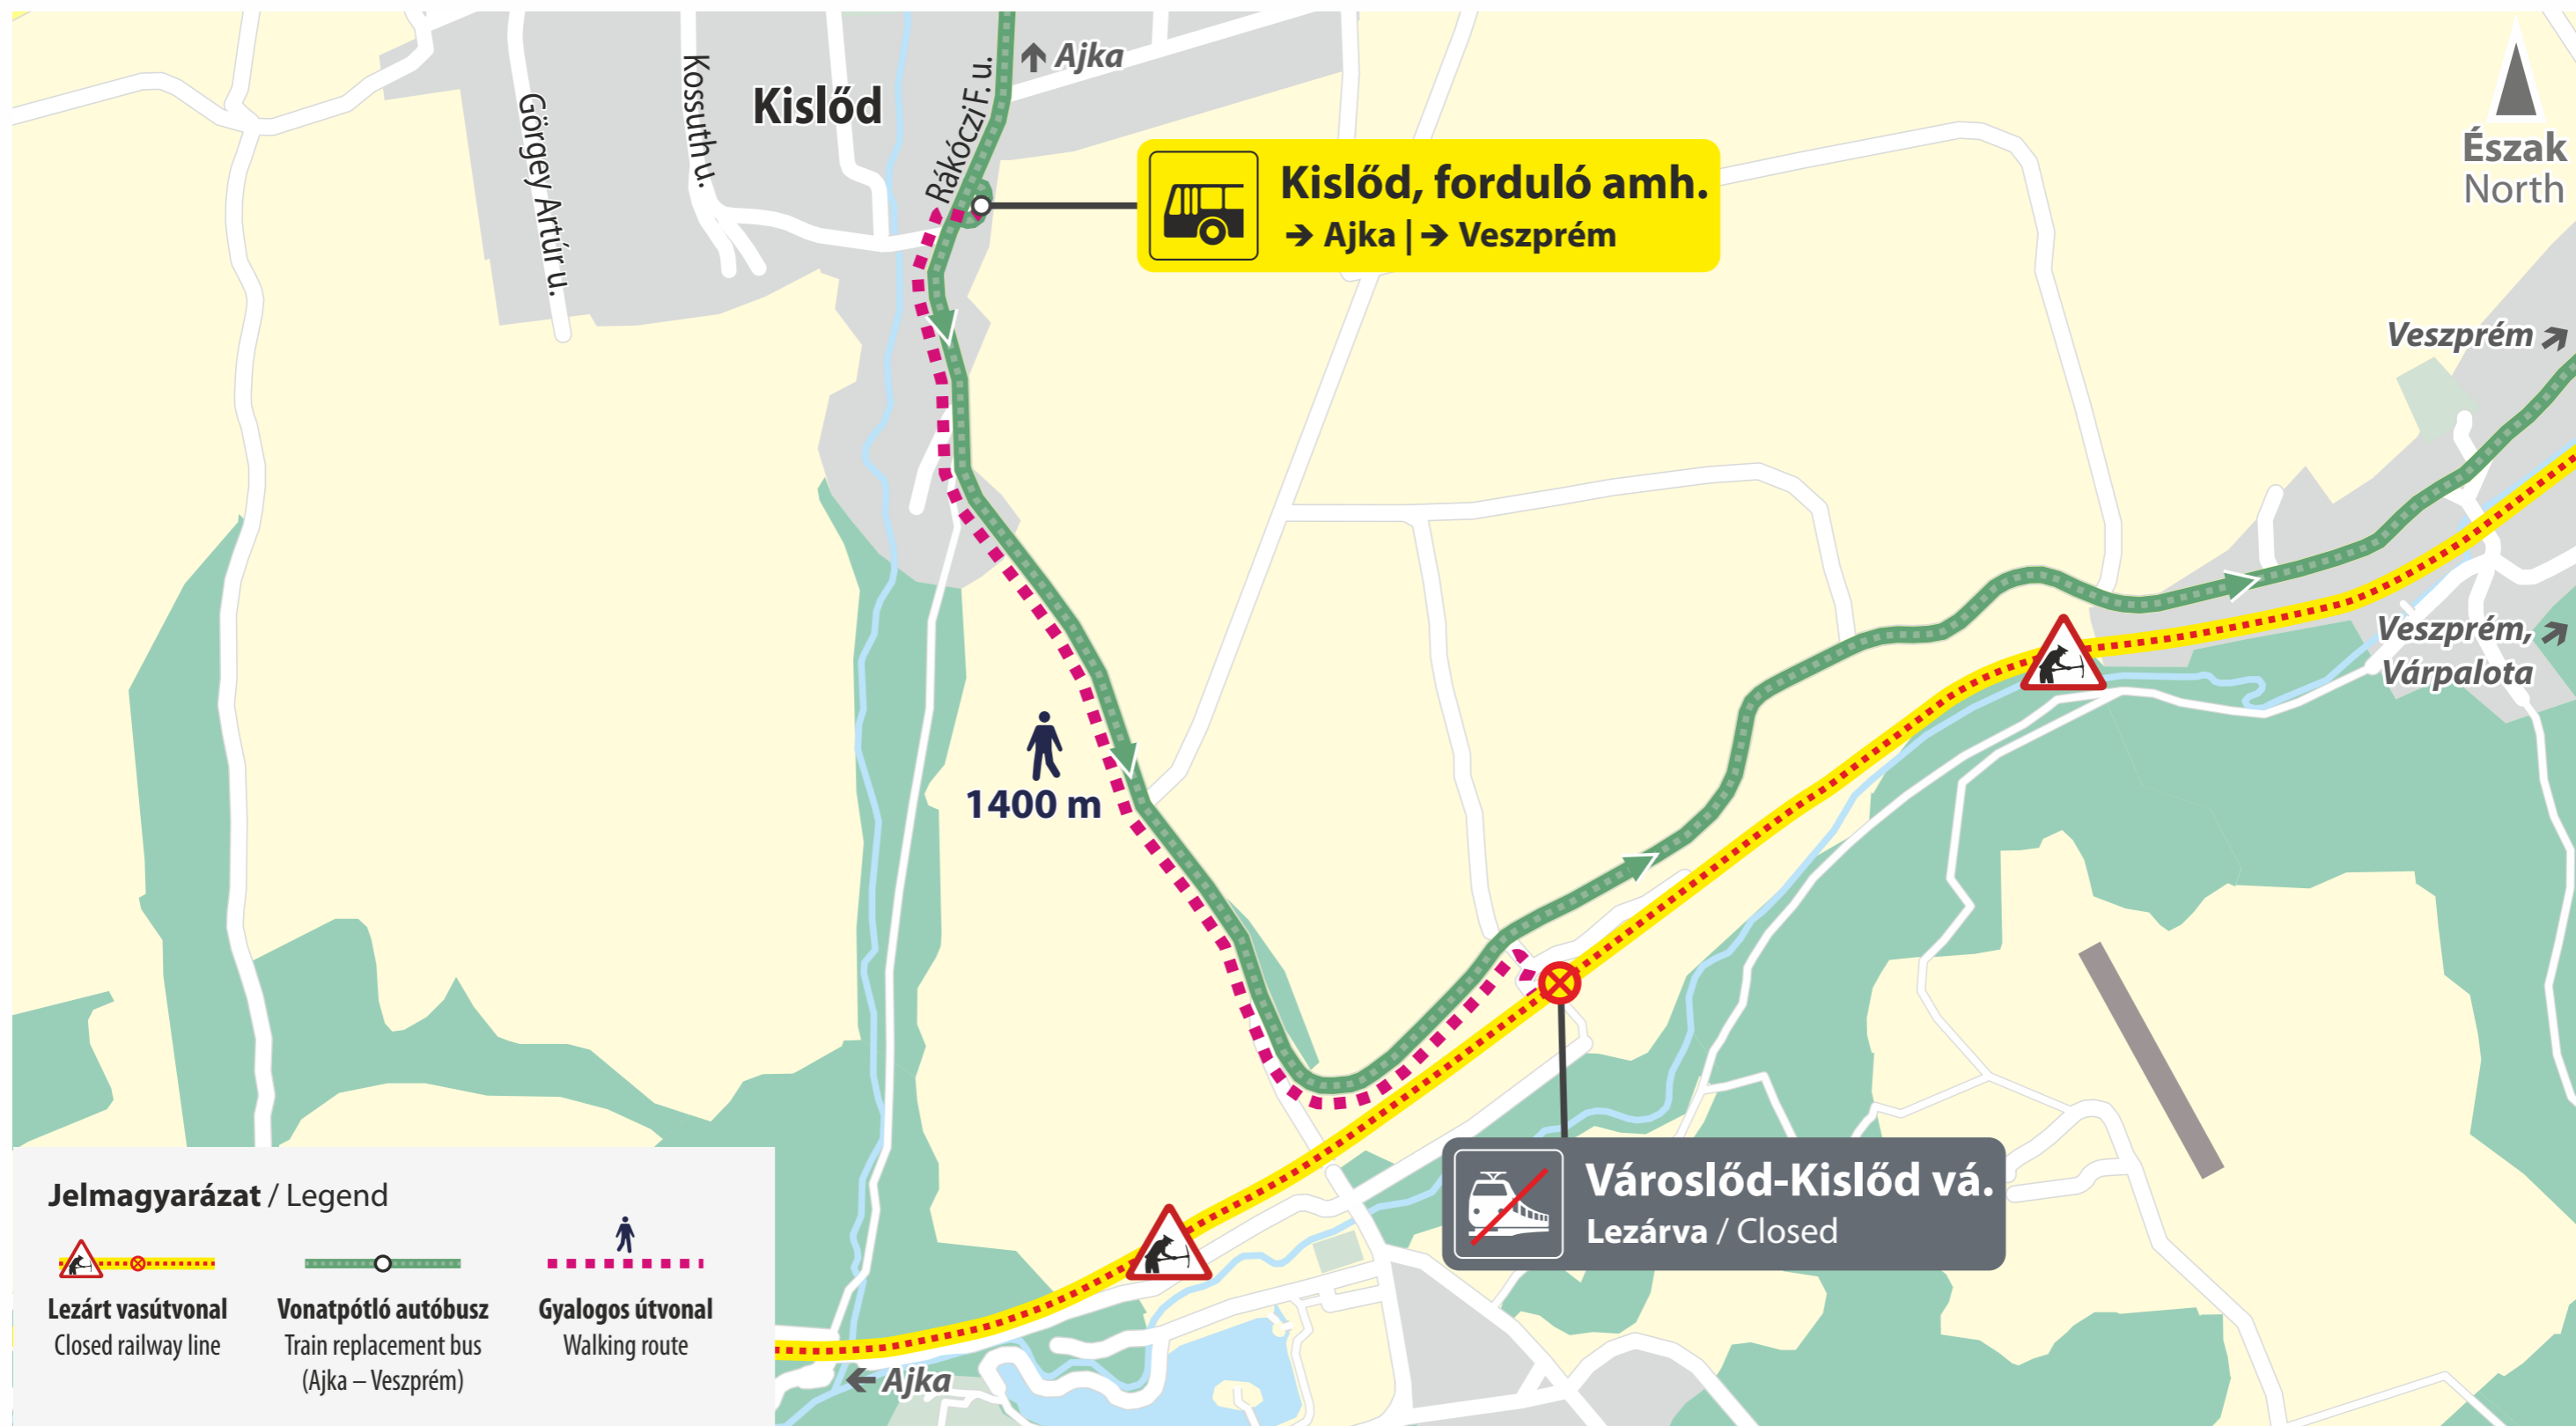 Ajka
Kislőd
Görgey Artúr u.
Kossuth u.
Rákóczi F. u.
Észak
North
Kislőd, forduló amh.
→ Ajka | → Veszprém
Veszprém
Veszprém,
Várpalota
1400 m
Városlőd-Kislőd vá.
Lezárva / Closed
Ajka
Jelmagyarázat / Legend
Lezárt vasútvonal
Closed railway line
Vonatpótló autóbusz
Train replacement bus
(Ajka – Veszprém)
Gyalogos útvonal
Walking route